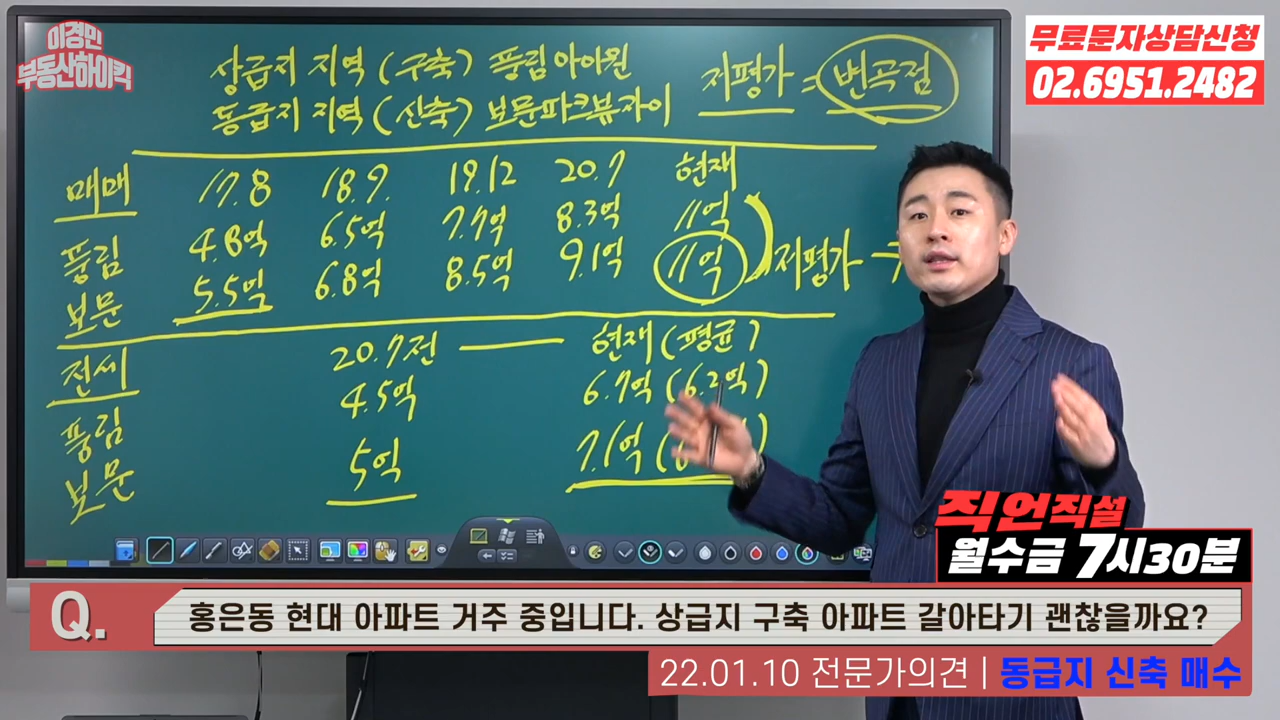 이경민
부동산하이킥
무료문자상담신청
02.6951.2482
상급지 지역 (구축) 풍림아이원
동급지 지역 (신축) 보문파크뷰자이
저평가 = 변곡점
매매 17.8 18.9. 19.12 20.7 현재
풍림 4.8억 6.5억 7.7억 8.3억 11억
보문 5.5억 6.8억 8.5억 9.1억 11억
저평가 →
전세 20.7전 — 현재 (평균)
풍림 4.5억 6.7억 (6.2억)
보문 5억 7.1억
직언직설
월수금 7시30분
Q. 홍은동 현대 아파트 거주 중입니다. 상급지 구축 아파트 갈아타기 괜찮을까요?
22.01.10 전문가의견 | 동급지 신축 매수